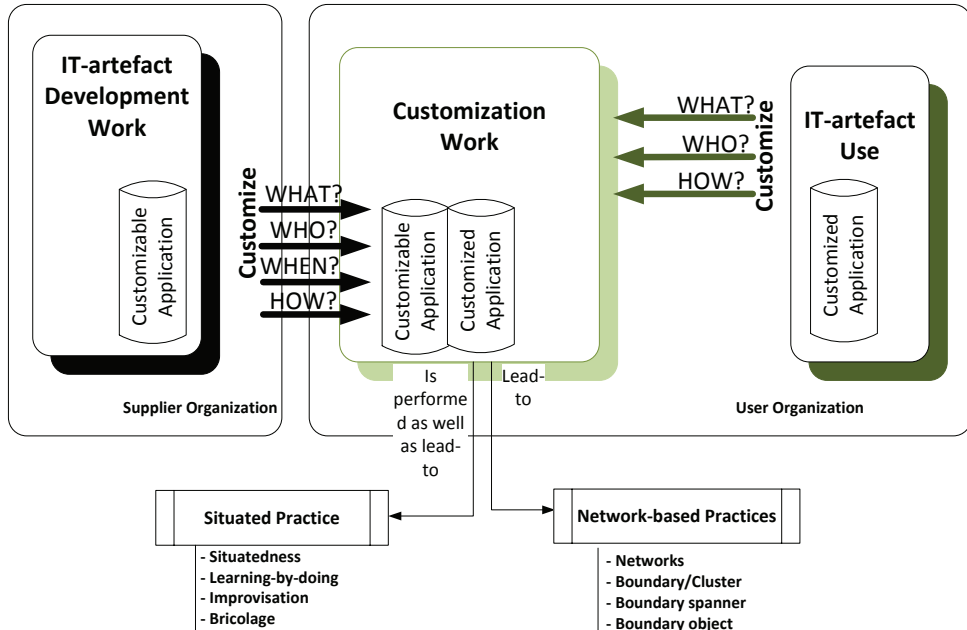 IT-artefact
Development
Work
Customizable
Application
Supplier Organization
Customize
WHAT?
WHO?
WHEN?
HOW?
Customization
Work
Customizable
Application
Customized
Application
WHAT?
WHO?
HOW?
Customize
IT-artefact
Use
Customized
Application
User Organization
Is
performe
d as well
as lead-
to
Lead-
to
Situated Practice
- Situatedness
- Learning-by-doing
- Improvisation
- Bricolage
Network-based Practices
- Networks
- Boundary/Cluster
- Boundary spanner
- Boundary object